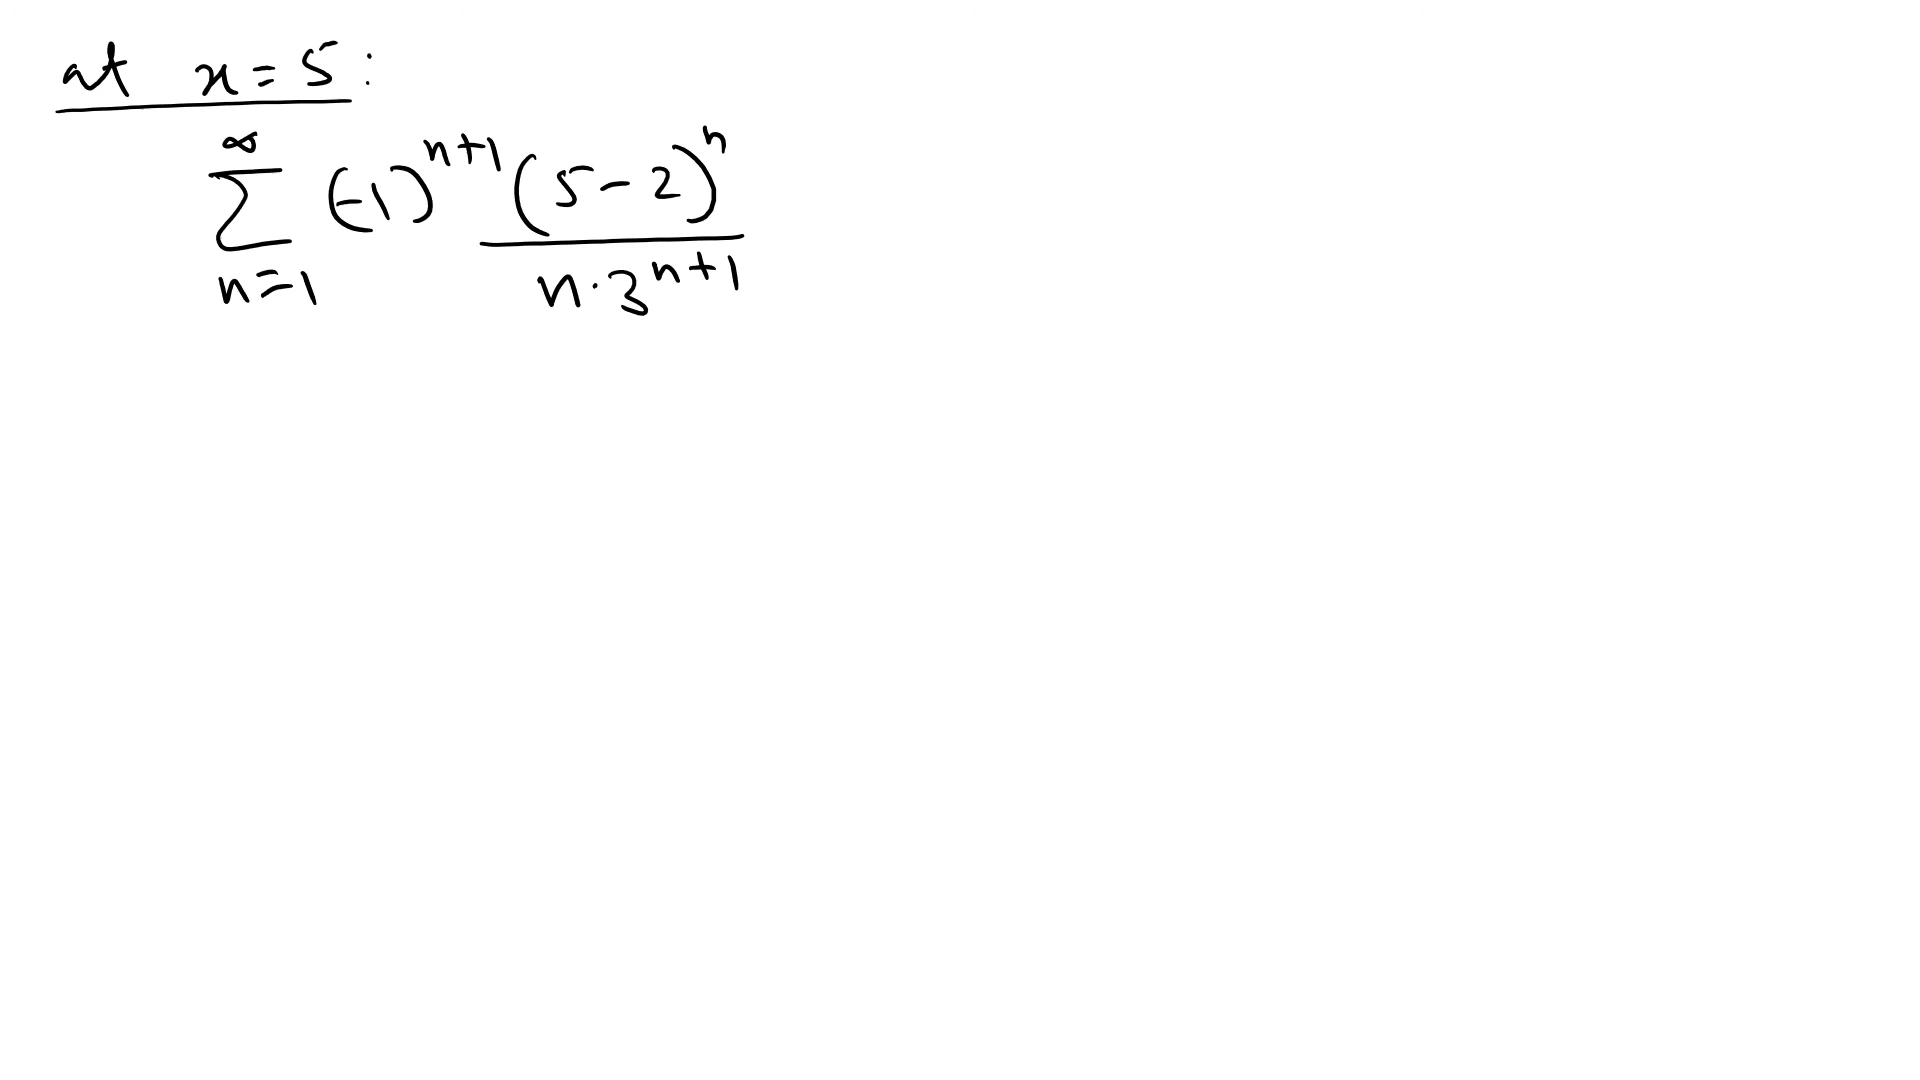 at x = 5:
∞
∑ (-1)^{n+1} (5-2)^n
n=1 n·3^{n+1}